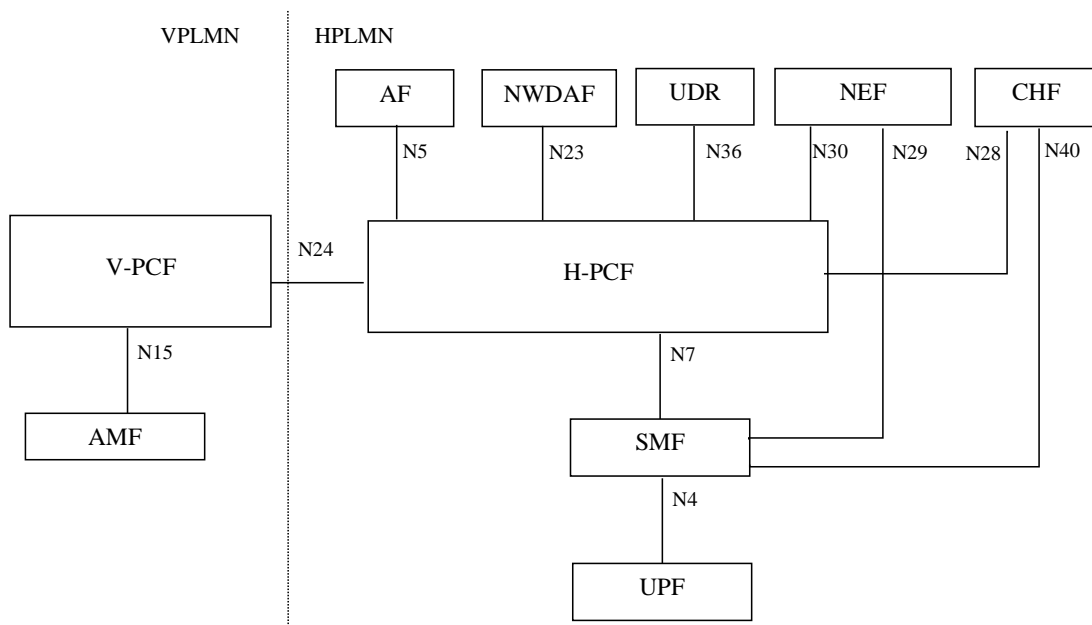 VPLMN
HPLMN
AF
NWDAF
UDR
NEF
CHF
N5
N23
N36
N30
N29
N28
N40
V-PCF
N24
H-PCF
N15
N7
AMF
SMF
N4
UPF